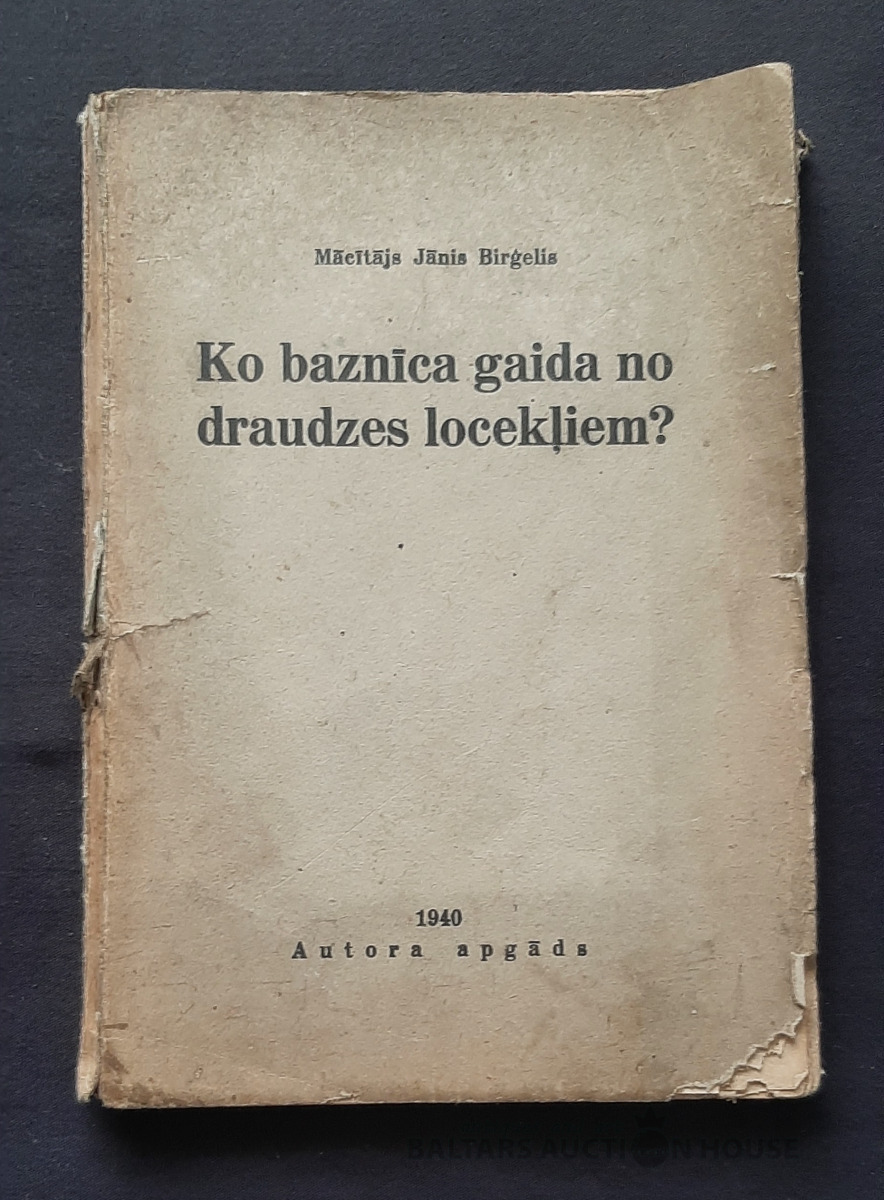 Mācītājs Jānis Birģelis
Ko baznīca gaida no
draudzes locekļiem?
1940
Autora apgāds
BALTARS AUCTION HOUSE